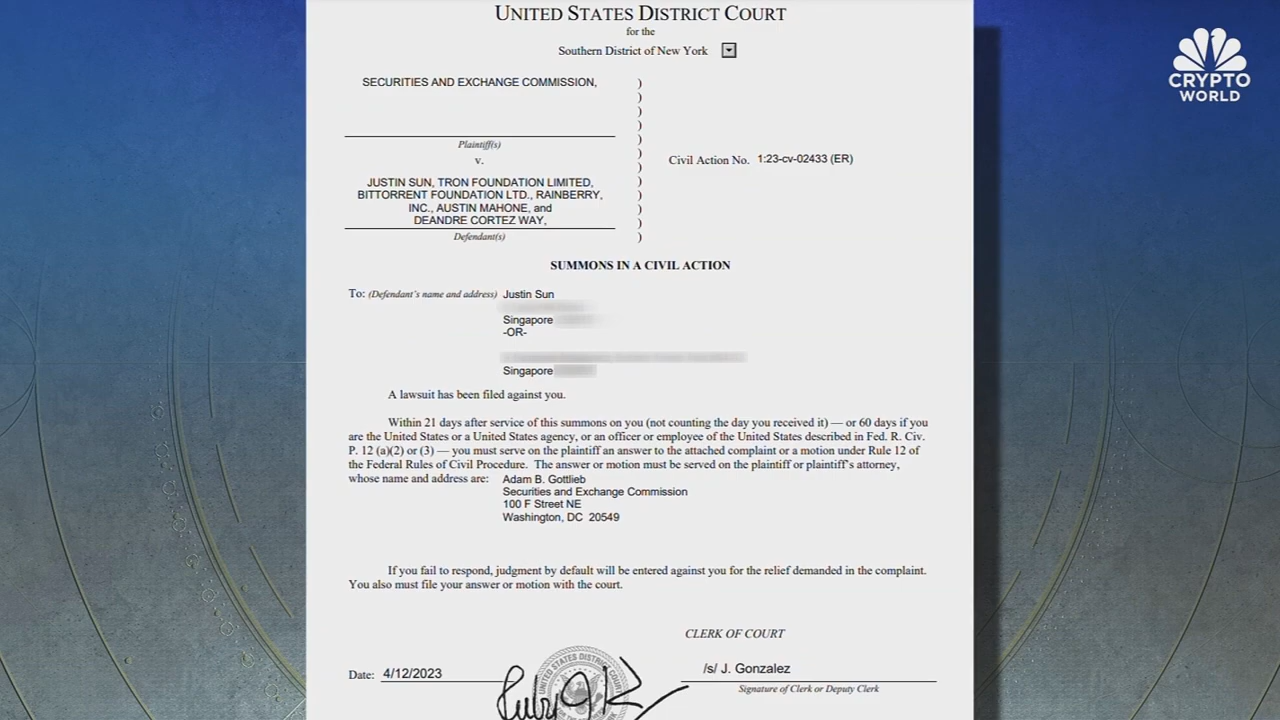 UNITED STATES DISTRICT COURT
for the
Southern District of New York
CRYPTO
WORLD
SECURITIES AND EXCHANGE COMMISSION,
)
)
)
)
)
)
)
)
)
)
)
)
Plaintiff(s)
v.
Civil Action No. 1:23-cv-02433 (ER)
JUSTIN SUN, TRON FOUNDATION LIMITED,
BITTORRENT FOUNDATION LTD., RAINBERRY,
INC., AUSTIN MAHONE, and
DEANDRE CORTEZ WAY,
Defendant(s)
SUMMONS IN A CIVIL ACTION
To: (Defendant's name and address) Justin Sun
Singapore
-OR-
Singapore
A lawsuit has been filed against you.
Within 21 days after service of this summons on you (not counting the day you received it) — or 60 days if you
are the United States or a United States agency, or an officer or employee of the United States described in Fed. R. Civ.
P. 12 (a)(2) or (3) — you must serve on the plaintiff an answer to the attached complaint or a motion under Rule 12 of
the Federal Rules of Civil Procedure. The answer or motion must be served on the plaintiff or plaintiff's attorney,
whose name and address are: Adam B. Gottlieb
Securities and Exchange Commission
100 F Street NE
Washington, DC 20549
If you fail to respond, judgment by default will be entered against you for the relief demanded in the complaint.
You also must file your answer or motion with the court.
CLERK OF COURT
Date: 4/12/2023
/s/ J. Gonzalez
Signature of Clerk or Deputy Clerk
UNITED STATES DISTRICT COURT